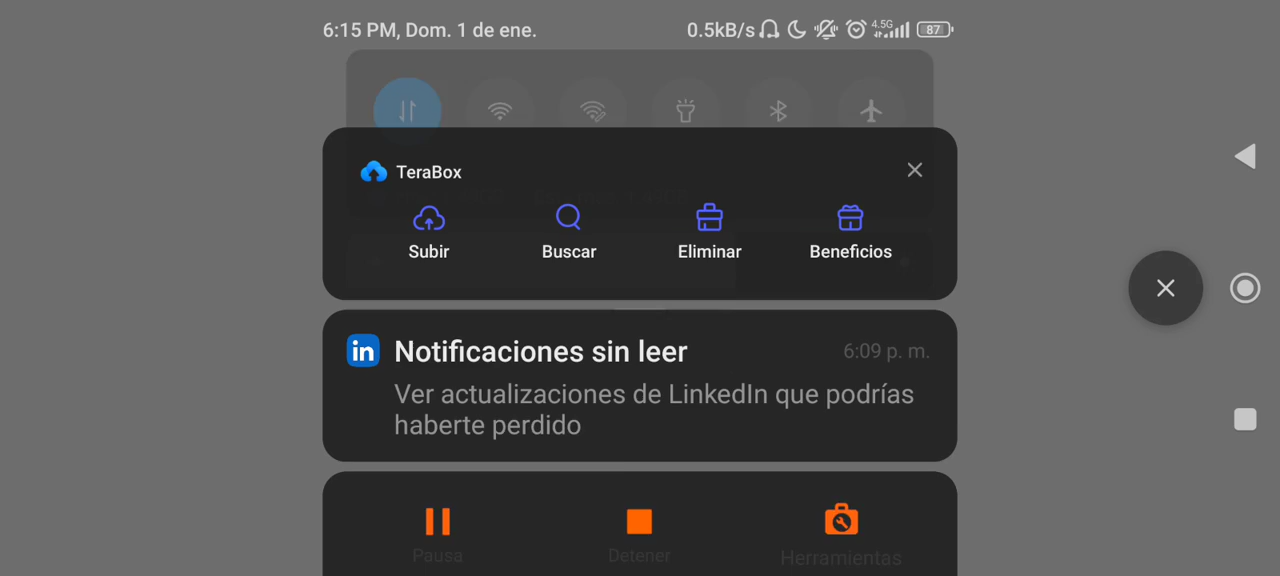 6:15 PM, Dom. 1 de ene. 0.5kB/s 4.5G 87
TeraBox
Subir Buscar Eliminar Beneficios
in Notificaciones sin leer 6:09 p. m.
Ver actualizaciones de LinkedIn que podrías
haberte perdido
Pausa Detener Herramientas